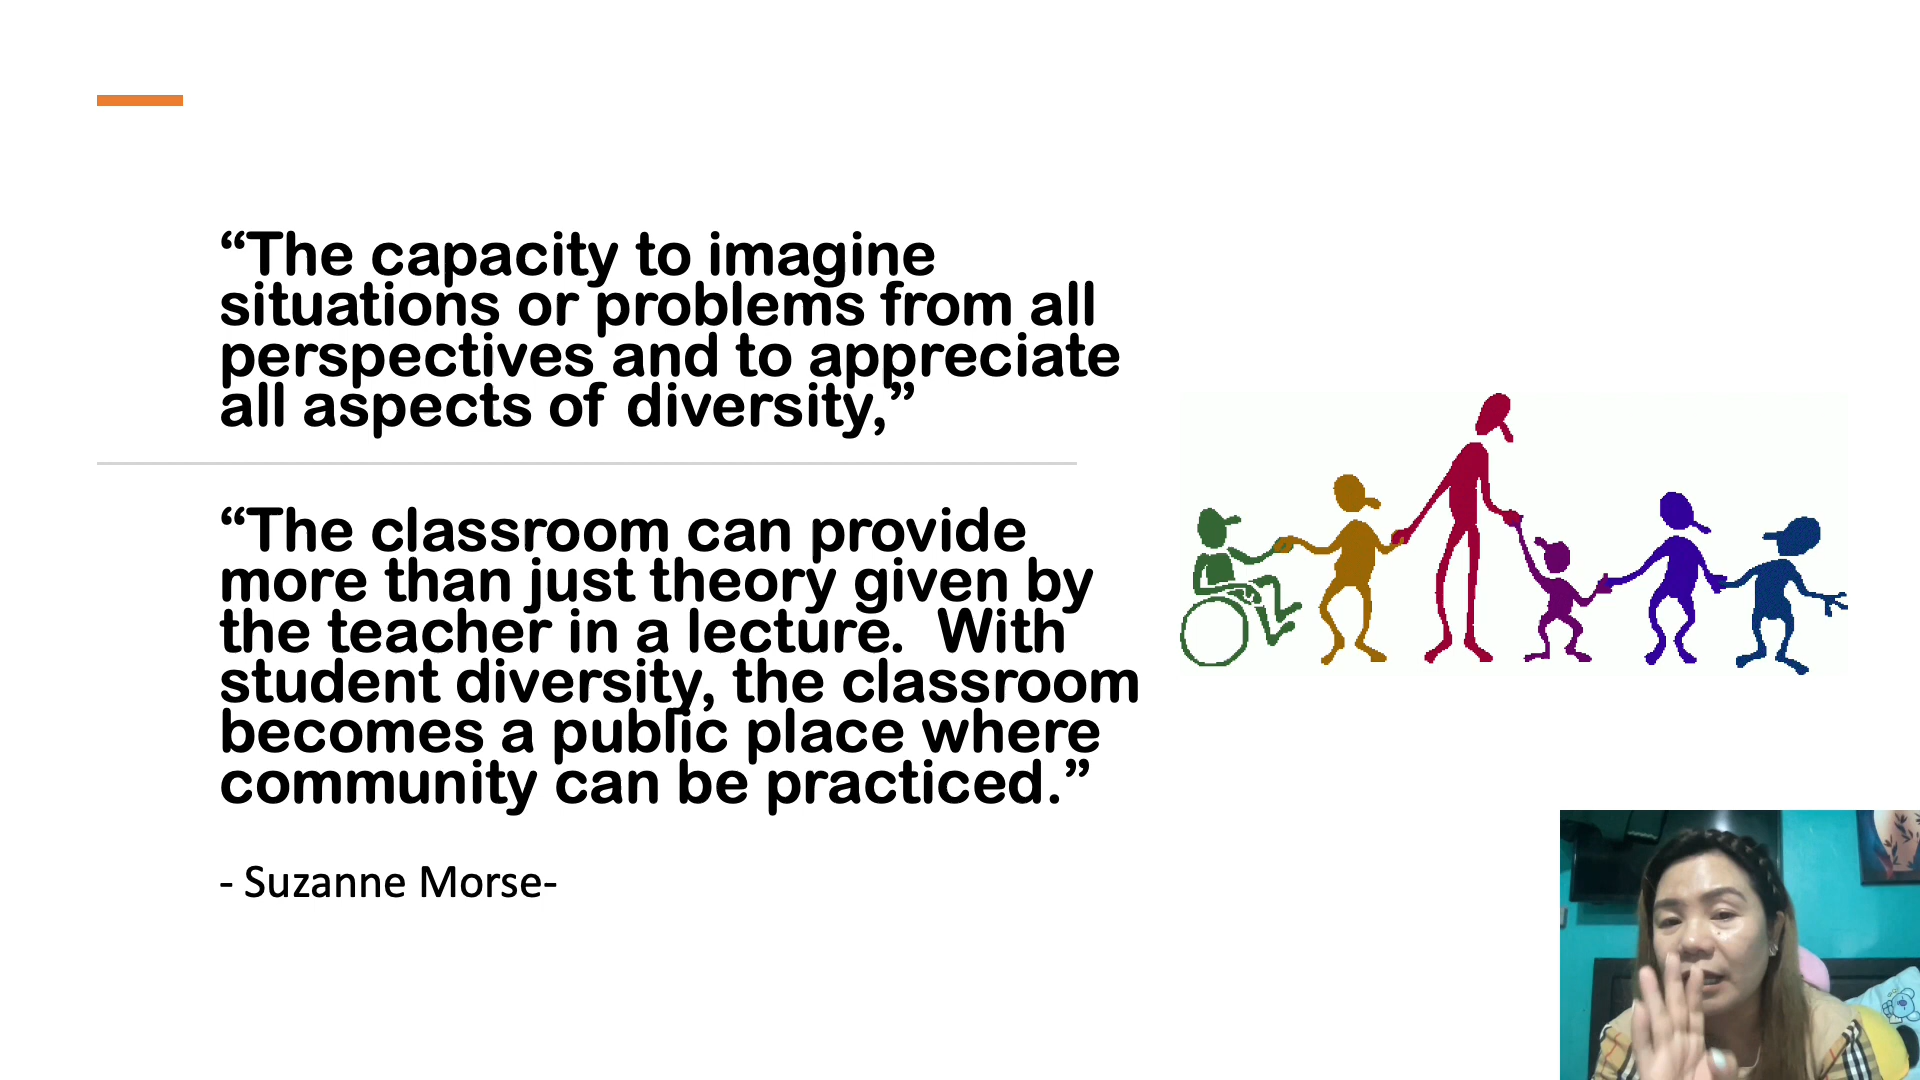 “The capacity to imagine
situations or problems from all
perspectives and to appreciate
all aspects of diversity,”
“The classroom can provide
more than just theory given by
the teacher in a lecture.  With
student diversity, the classroom
becomes a public place where
community can be practiced.”
- Suzanne Morse-